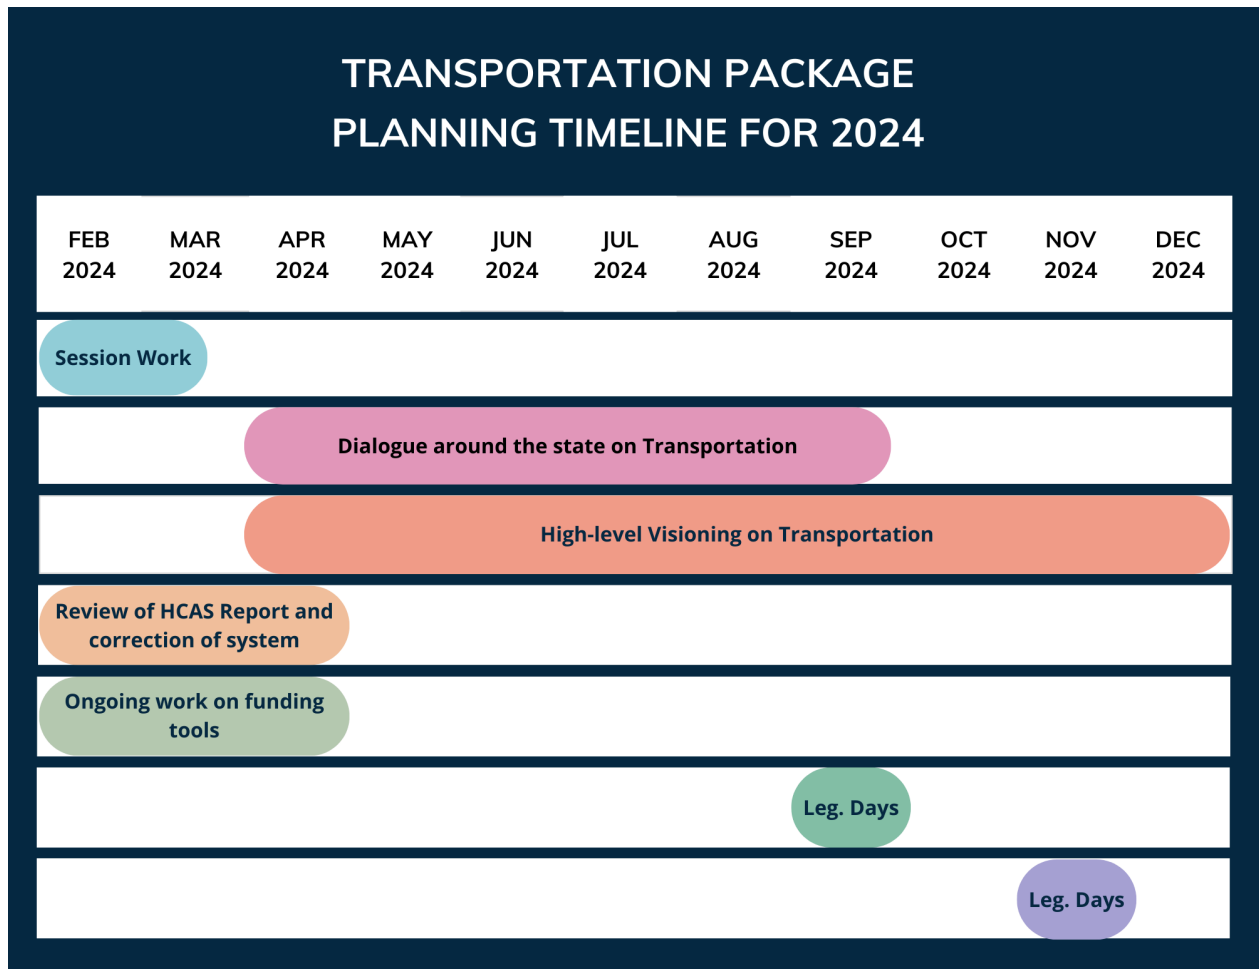 TRANSPORTATION PACKAGE
PLANNING TIMELINE FOR 2024
FEB 2024
MAR 2024
APR 2024
MAY 2024
JUN 2024
JUL 2024
AUG 2024
SEP 2024
OCT 2024
NOV 2024
DEC 2024
Session Work
Dialogue around the state on Transportation
High-level Visioning on Transportation
Review of HCAS Report and
correction of system
Ongoing work on funding
tools
Leg. Days
Leg. Days